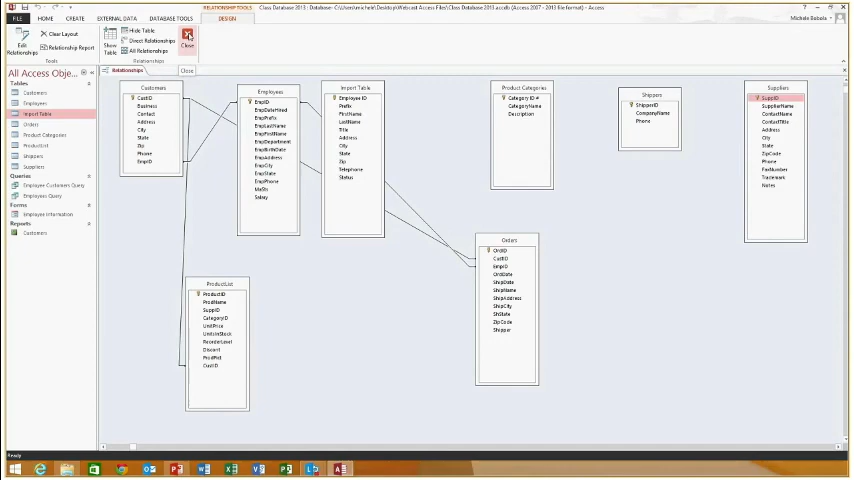 RELATIONSHIP TOOLS
Class Database 2013 : Database- C:\Users\michele\Desktop\Webcast Access Files\Class Database 2013.accdb (Access 2007 - 2013 file format) - Access
FILE HOME CREATE EXTERNAL DATA DATABASE TOOLS DESIGN
Michele Bobola
Edit Relationships
Clear Layout
Relationship Report
Tools
Show Table
Hide Table
Direct Relationships
All Relationships
Relationships
Close
Close
All Access Obje...
Tables
Customers
Employees
Import Table
Orders
Product Categories
ProductList
Shippers
Suppliers
Queries
Employee Customers Query
Employees Query
Forms
Employee Information
Reports
Customers
Relationships
Customers
CustID
Business
Contact
Address
City
State
Zip
Phone
EmpID
Employees
EmpID
EmpDateHired
EmpPrefix
EmpLastName
EmpFirstName
EmpDepartment
EmpBirthDate
EmpAddress
EmpCity
EmpState
EmpPhone
MaSts
Salary
Import Table
Employee ID
Prefix
FirstName
LastName
Title
Address
City
State
Zip
Telephone
Status
Product Categories
Category ID #
CategoryName
Description
Shippers
ShipperID
CompanyName
Phone
Suppliers
SuppID
SupplierName
ContactName
ContactTitle
Address
City
State
ZipCode
Phone
FaxNumber
Trademark
Notes
Orders
OrdID
CustID
EmpID
OrdDate
ShipDate
ShipName
ShipAddress
ShipCity
ShState
ZipCode
Shipper
ProductList
ProductID
ProdName
SuppID
CategoryID
UnitPrice
UnitsInStock
ReorderLevel
Discont
ProdPict
CustID
Ready